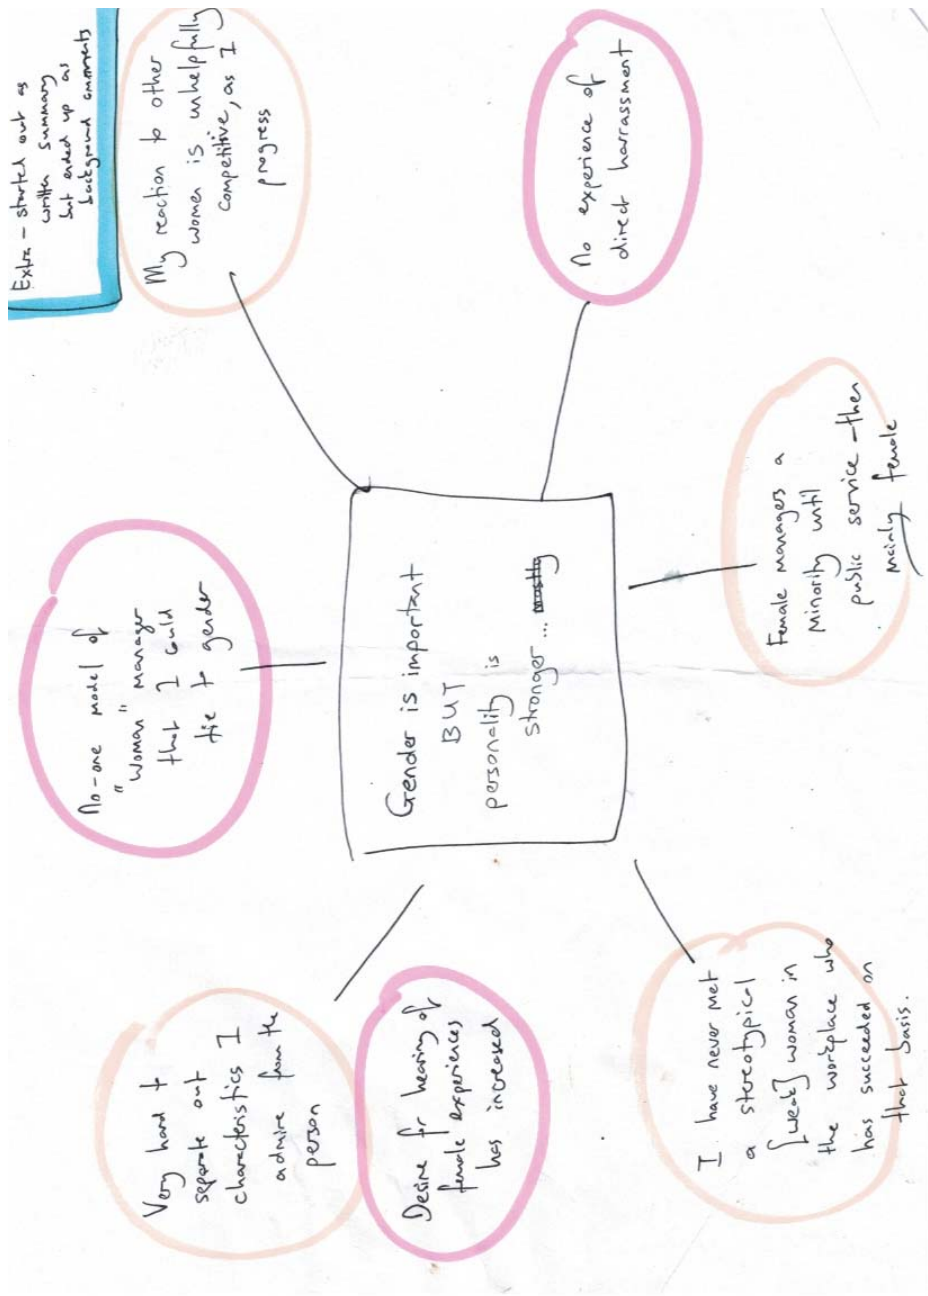 Very hard t
separate out
characteristics I
admire from the
person
Desire for hearing of
female experiences
has increased
I have never met
a stereotypical
[weak] woman in
the workplace who
has succeeded on
that basis.
No-one model of
"woman" manager
that I could
tie to gender
Gender is important
BUT
personality is
stronger ... mostly
Female managers a
minority until
public service - then
mainly female
My reaction to other
women is unhelpfully
competitive, as I
progress
No experience of
direct harrassment
Extra - started out as
written summary
but ended up as
background comments